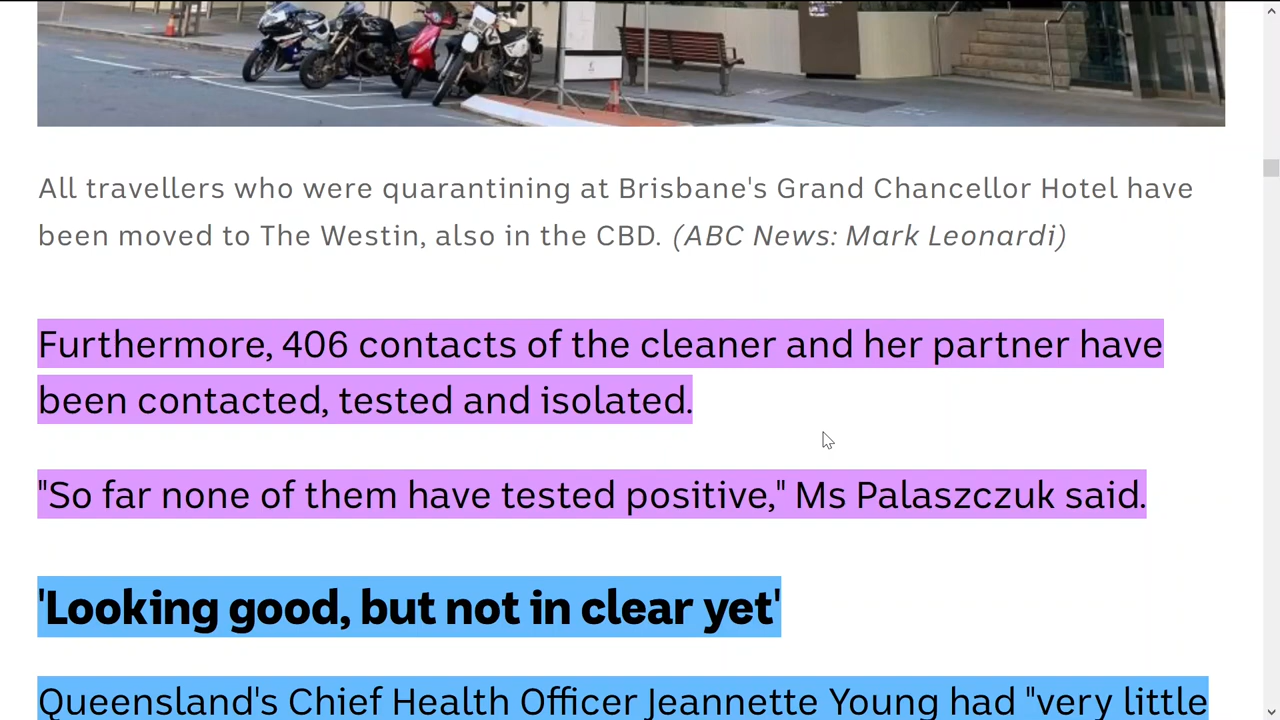 All travellers who were quarantining at Brisbane's Grand Chancellor Hotel have
been moved to The Westin, also in the CBD. (ABC News: Mark Leonardi)
Furthermore, 406 contacts of the cleaner and her partner have
been contacted, tested and isolated.
"So far none of them have tested positive," Ms Palaszczuk said.
'Looking good, but not in clear yet'
Queensland's Chief Health Officer Jeannette Young had "very little